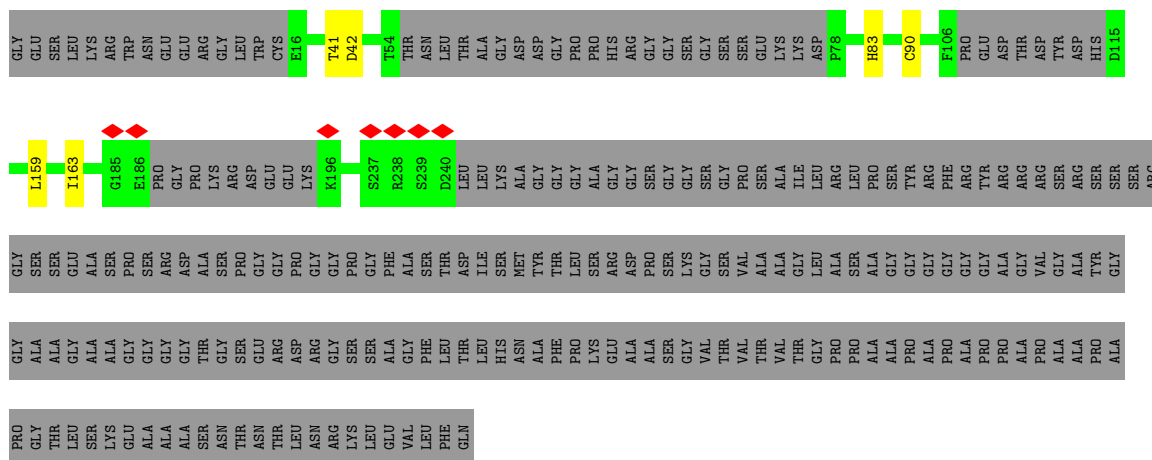 GLY GLU SER LEU LYS ARG TRP ASN GLU GLU ARG GLY LEU TRP CYS E16 T41 D42 T54 THR ASN LEU THR ALA GLY ASP ASP GLY PRO PRO HIS ARG GLY GLY SER GLY SER SER GLU LYS LYS ASP P78 H83 C90 F106 PRO GLU ASP THR ASP TYR ASP HIS D115
L159 I163 G185 E186 PRO GLY PRO LYS ARG ASP GLU GLU LYS K196 S237 R238 S239 D240 LEU LEU LYS ALA GLY GLY GLY ALA GLY GLY SER GLY GLY SER GLY PRO SER ALA ILE LEU ARG LEU PRO SER TYR ARG PHE ARG TYR ARG ARG ARG SER ARG SER SER SER ARG
GLY SER SER GLU ALA SER PRO SER ARG ASP ALA SER PRO GLY GLY PRO GLY GLY PRO GLY PHE ALA SER THR ASP ILE SER MET TYR THR LEU SER ARG ASP PRO SER LYS GLY SER VAL ALA ALA GLY LEU ALA SER ALA GLY GLY GLY GLY GLY GLY ALA GLY VAL GLY ALA TYR GLY
GLY ALA ALA GLY ALA ALA GLY GLY GLY GLY THR GLY SER GLU ARG ASP ARG GLY SER SER ALA GLY PHE LEU THR LEU HIS ASN ALA PHE PRO LYS GLU ALA ALA SER GLY VAL THR VAL THR VAL THR GLY PRO PRO ALA ALA PRO ALA PRO ALA PRO PRO ALA PRO ALA ALA PRO ALA
PRO GLY THR LEU SER LYS GLU ALA ALA ALA SER ASN THR ASN THR LEU ASN ARG LYS LEU GLU VAL LEU PHE GLN